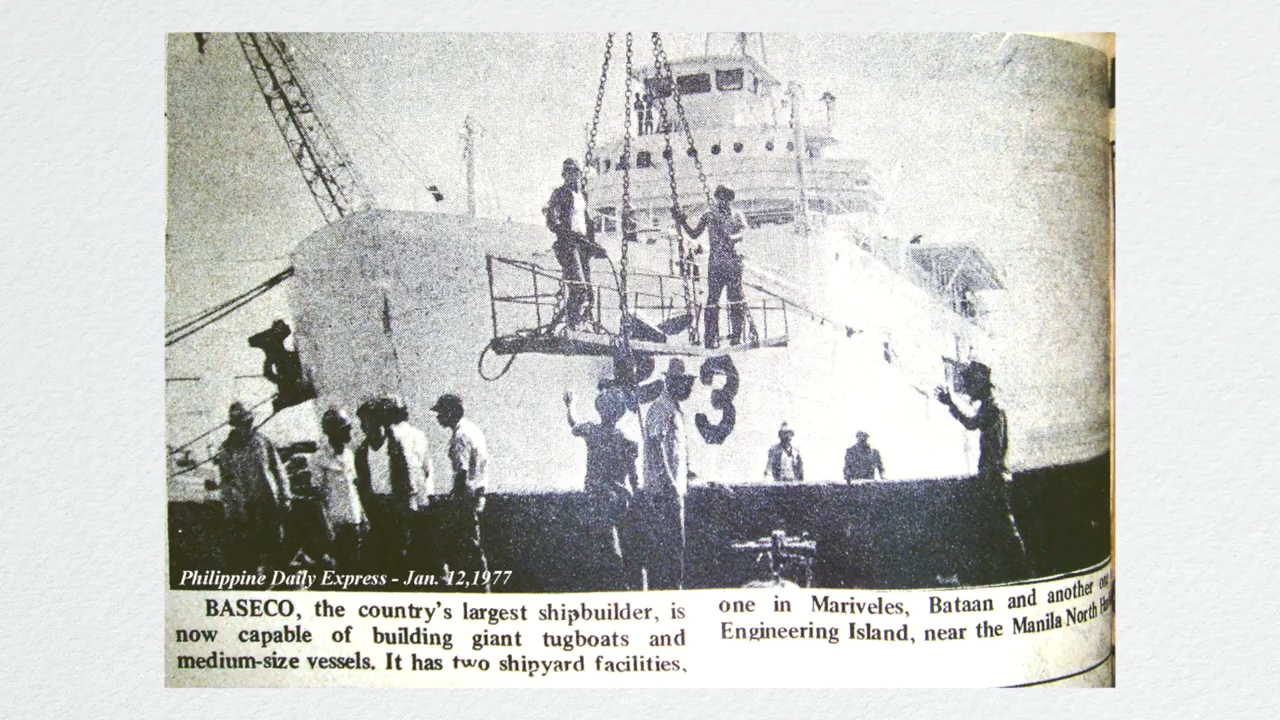 3
Philippine Daily Express - Jan. 12,1977
BASECO, the country's largest shipbuilder, is
now capable of building giant tugboats and
medium-size vessels. It has two shipyard facilities,
one in Mariveles, Bataan and another
Engineering Island, near the Manila North